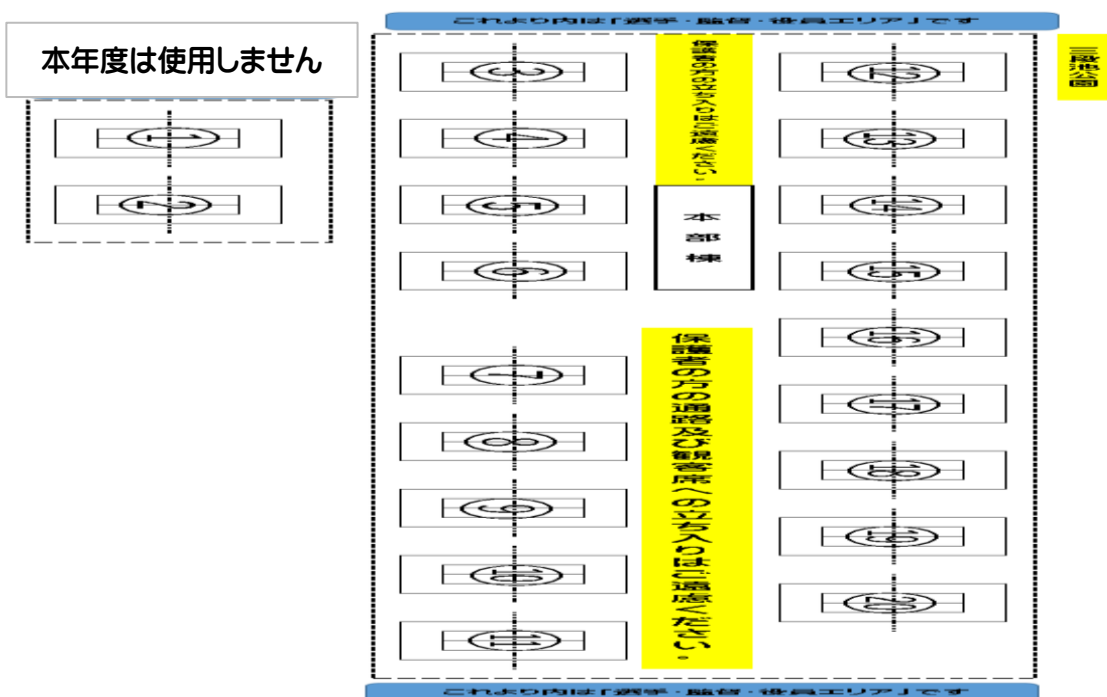 これより内は「選手・監督・役員エリア」です
本年度は使用しません
三段池公園
保護者の方の立ち入りはご遠慮ください。
①
②
③
④
⑤
⑥
本部棟
⑦
⑧
⑨
⑩
⑪
保護者の方の通路及び観客席への立ち入りはご遠慮ください。
⑫
⑬
⑭
⑮
⑯
⑰
⑱
⑲
⑳
これより内は「選手・監督・役員エリア」です